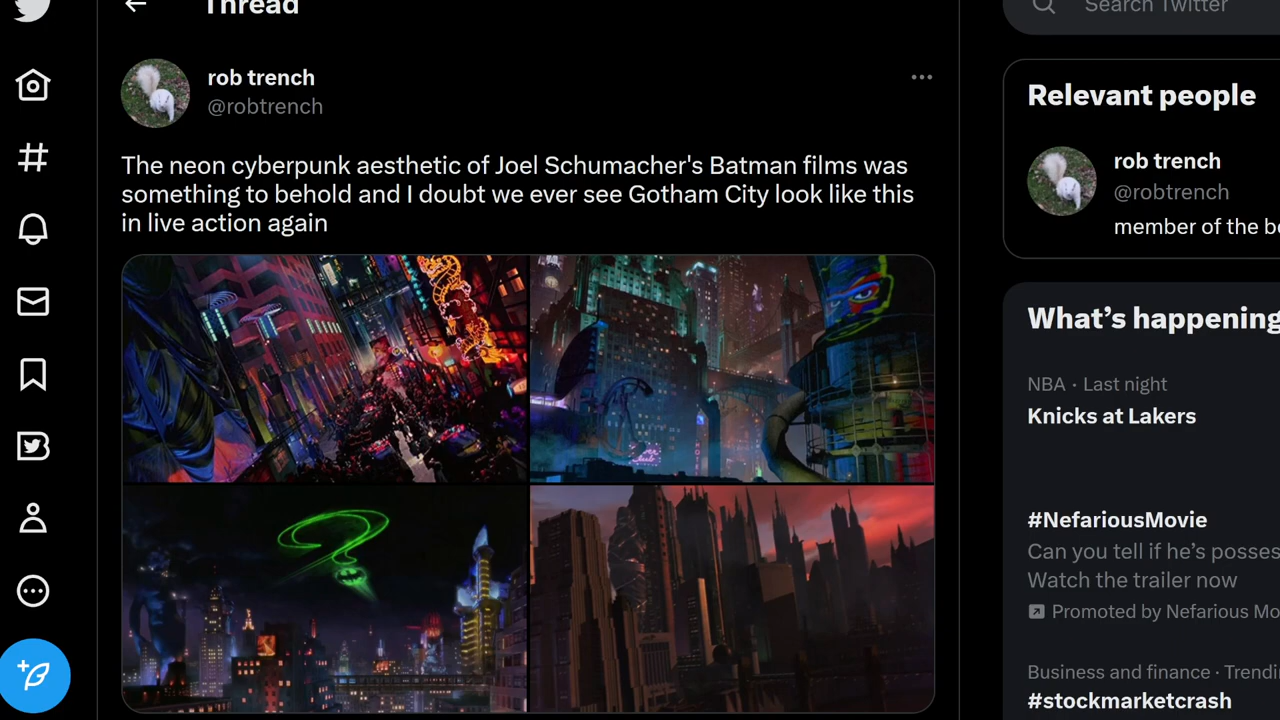 Thread
Search Twitter
rob trench
@robtrench
The neon cyberpunk aesthetic of Joel Schumacher's Batman films was
something to behold and I doubt we ever see Gotham City look like this
in live action again
Relevant people
rob trench
@robtrench
member of the
What's happening
NBA · Last night
Knicks at Lakers
#NefariousMovie
Can you tell if he's
Watch the trailer now
Promoted by Nefarious
Business and finance ·
#stockmarketcrash